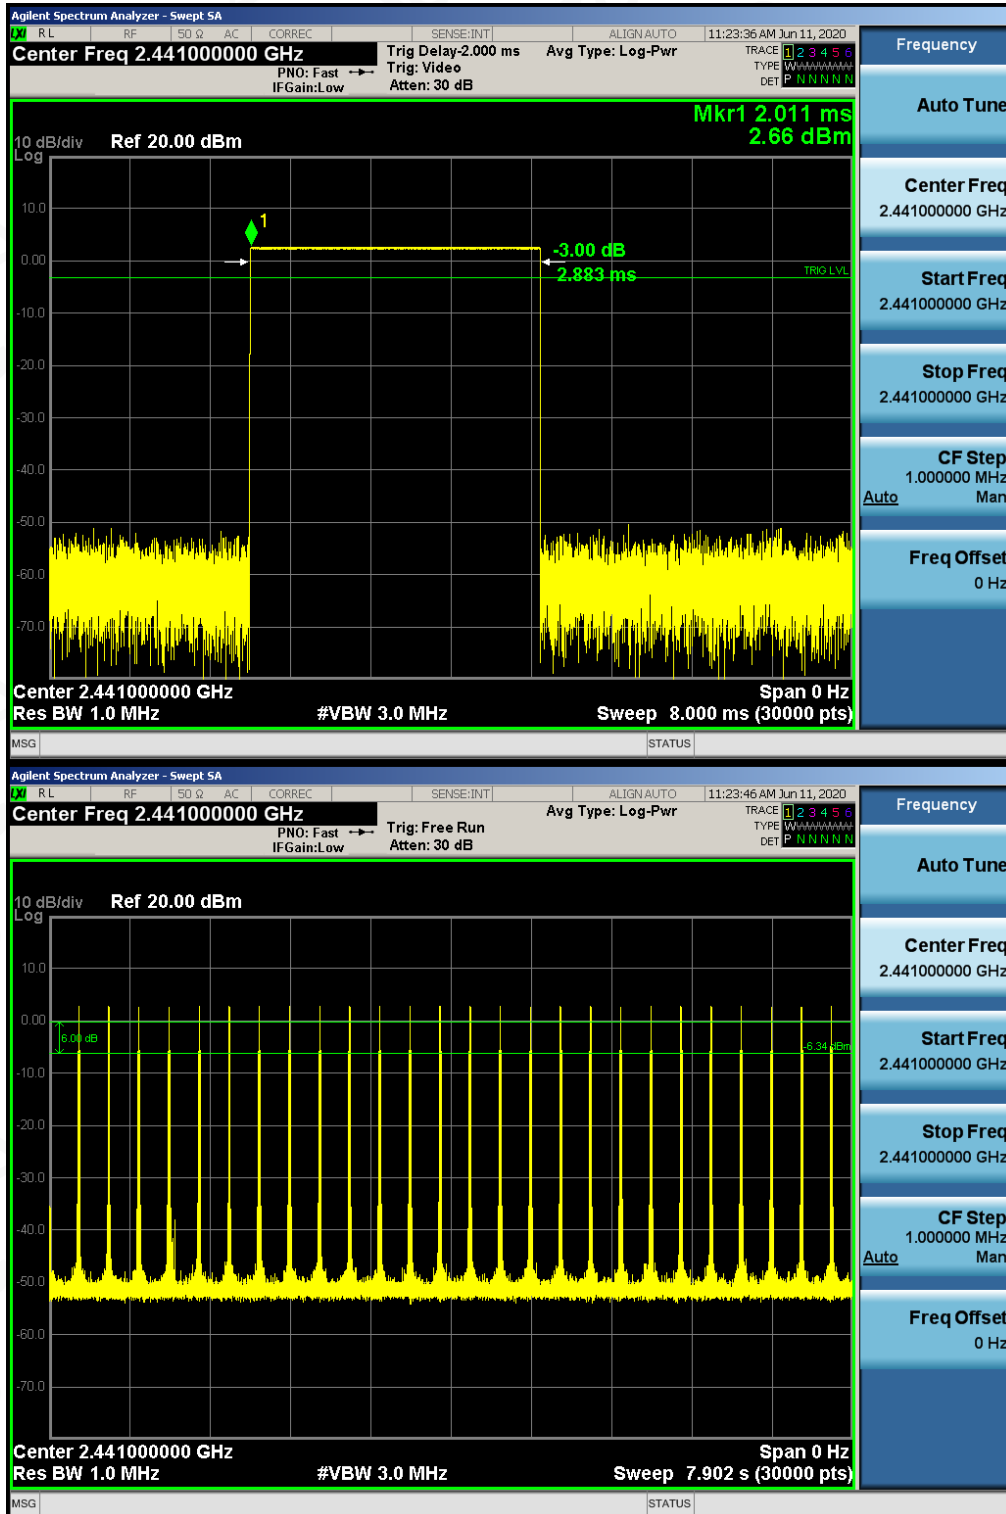 Agilent Spectrum Analyzer - Swept SA
LXI RL RF 50 Ω AC CORREC SENSE:INT ALIGN AUTO 11:23:36 AM Jun 11, 2020
Center Freq 2.441000000 GHz
PNO: Fast
IFGain:Low
Trig Delay-2.000 ms
Trig: Video
Atten: 30 dB
Avg Type: Log-Pwr
TRACE 1 2 3 4 5 6
TYPE WWWWWW
DET P N N N N N
Frequency
Mkr1 2.011 ms
2.66 dBm
10 dB/div
Log
Ref 20.00 dBm
10.0
0.00
-10.0
-20.0
-30.0
-40.0
-50.0
-60.0
-70.0
1
-3.00 dB
2.883 ms
TRIG LVL
Center 2.441000000 GHz
Span 0 Hz
Res BW 1.0 MHz
#VBW 3.0 MHz
Sweep 8.000 ms (30000 pts)
MSG
STATUS
Auto Tune
Center Freq
2.441000000 GHz
Start Freq
2.441000000 GHz
Stop Freq
2.441000000 GHz
CF Step
1.000000 MHz
Auto Man
Freq Offset
0 Hz
Agilent Spectrum Analyzer - Swept SA
LXI RL RF 50 Ω AC CORREC SENSE:INT ALIGN AUTO 11:23:46 AM Jun 11, 2020
Center Freq 2.441000000 GHz
PNO: Fast
IFGain:Low
Trig: Free Run
Atten: 30 dB
Avg Type: Log-Pwr
TRACE 1 2 3 4 5 6
TYPE WWWWWW
DET P N N N N N
Frequency
10 dB/div
Log
Ref 20.00 dBm
10.0
0.00
-10.0
-20.0
-30.0
-40.0
-50.0
-60.0
-70.0
6.00 dB
-6.34 dBm
Center 2.441000000 GHz
Span 0 Hz
Res BW 1.0 MHz
#VBW 3.0 MHz
Sweep 7.902 s (30000 pts)
MSG
STATUS
Auto Tune
Center Freq
2.441000000 GHz
Start Freq
2.441000000 GHz
Stop Freq
2.441000000 GHz
CF Step
1.000000 MHz
Auto Man
Freq Offset
0 Hz